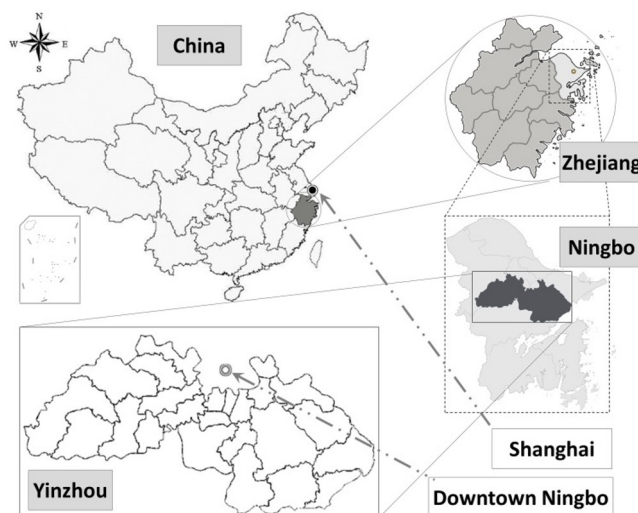 N
W E
S
China
Zhejiang
Ningbo
Yinzhou
Shanghai
Downtown Ningbo